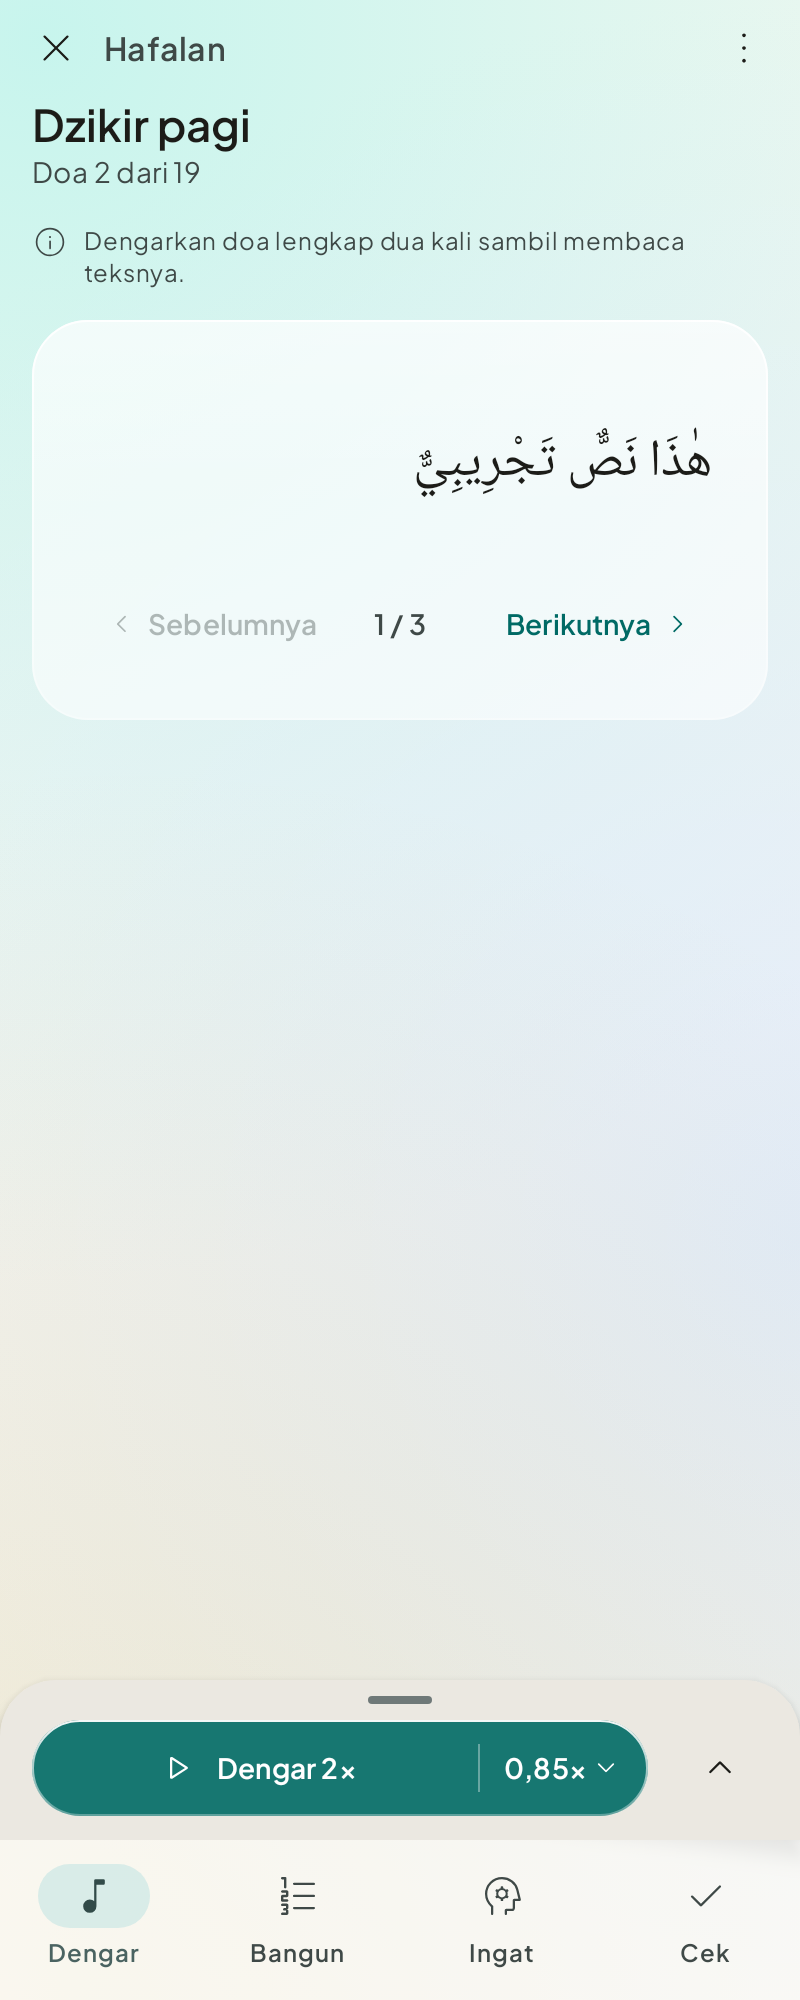 Hafalan
Dzikir pagi
Doa 2 dari 19
Dengarkan doa lengkap dua kali sambil membaca
teksnya.
هٰذَا نَصٌّ تَجْرِيبِيٌّ
Sebelumnya 1 / 3 Berikutnya
Dengar 2× 0,85×
Dengar Bangun Ingat Cek